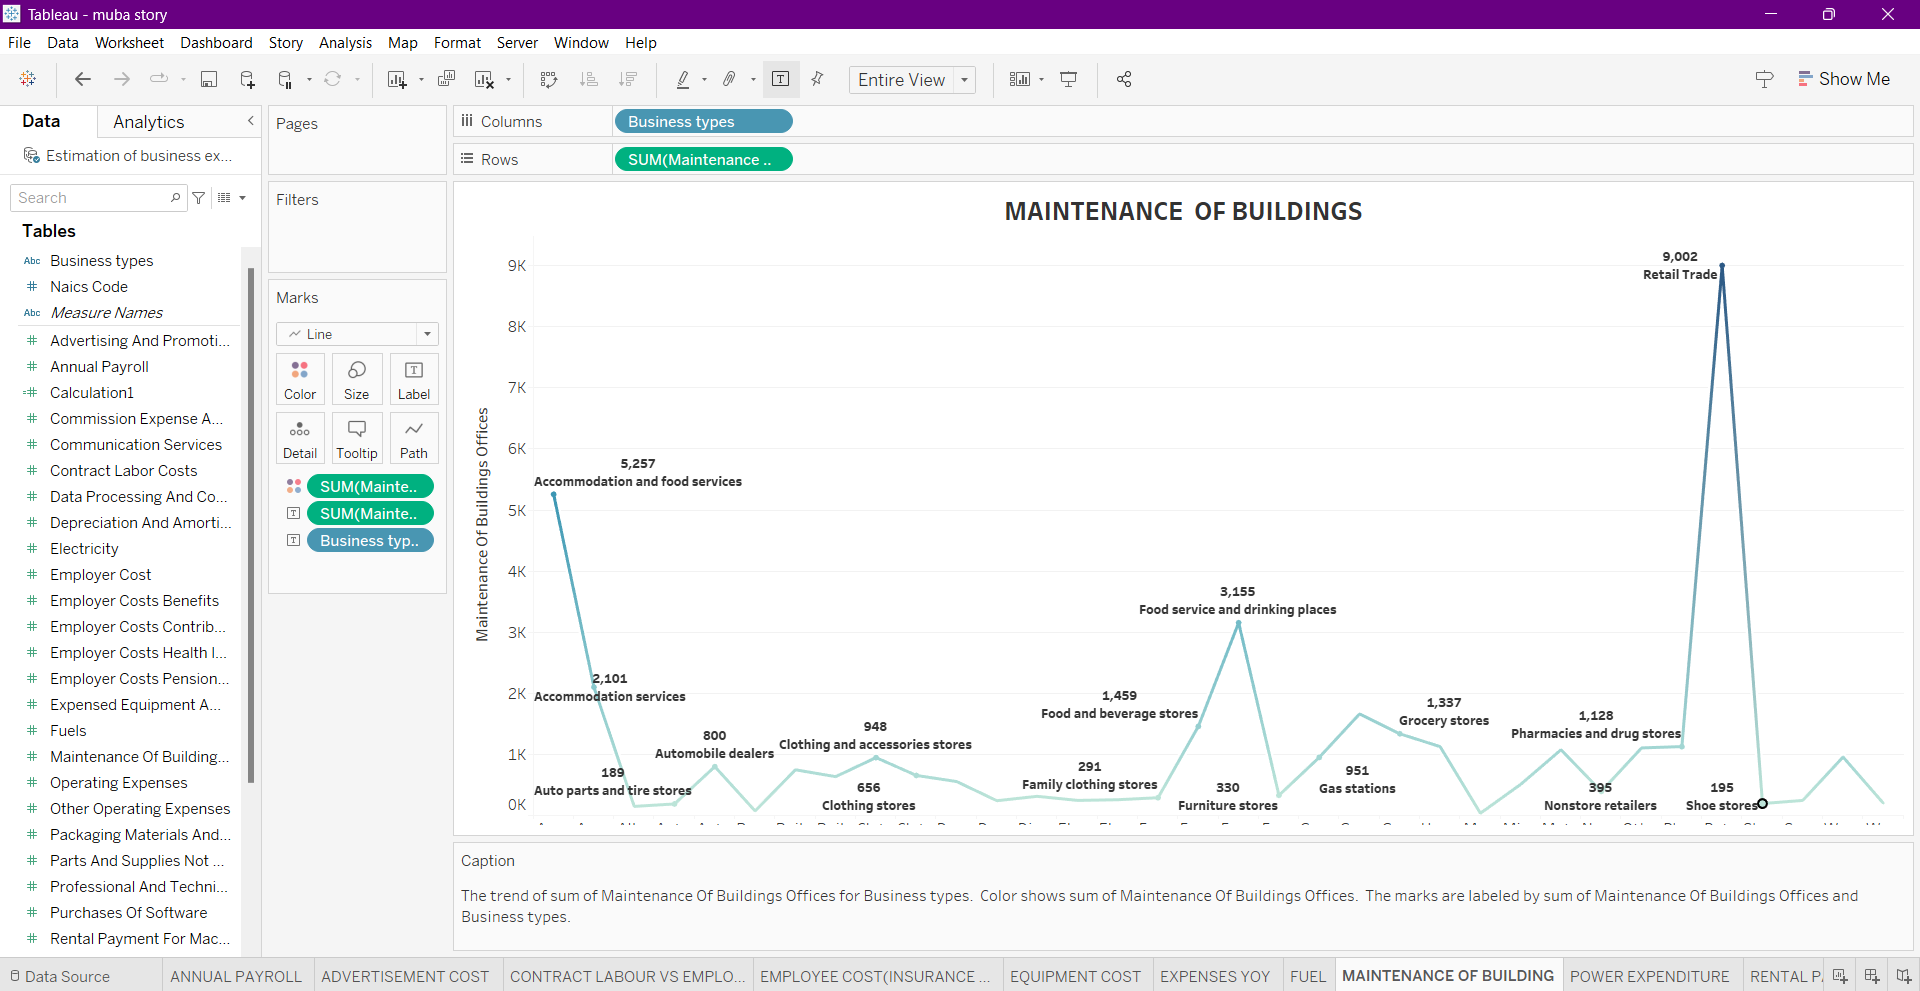 Tableau - muba story
File Data Worksheet Dashboard Story Analysis Map Format Server Window Help
Entire View
Show Me
Data Analytics
Estimation of business ex...
Search
Tables
Abc Business types
# Naics Code
Abc Measure Names
# Advertising And Promoti...
# Annual Payroll
=# Calculation1
# Commission Expense A...
# Communication Services
# Contract Labor Costs
# Data Processing And Co...
# Depreciation And Amorti...
# Electricity
# Employer Cost
# Employer Costs Benefits
# Employer Costs Contrib...
# Employer Costs Health I...
# Employer Costs Pension...
# Expensed Equipment A...
# Fuels
# Maintenance Of Building...
# Operating Expenses
# Other Operating Expenses
# Packaging Materials And...
# Parts And Supplies Not ...
# Professional And Techni...
# Purchases Of Software
# Rental Payment For Mac...
Pages
Filters
Marks
Line
Color Size Label
Detail Tooltip Path
SUM(Mainte..
SUM(Mainte..
Business typ..
Columns Business types
Rows SUM(Maintenance ..
MAINTENANCE OF BUILDINGS
Maintenance Of Buildings Offices
9K
8K
7K
6K
5K
4K
3K
2K
1K
0K
5,257
Accommodation and food services
2,101
Accommodation services
189
Auto parts and tire stores
800
Automobile dealers
948
Clothing and accessories stores
656
Clothing stores
291
Family clothing stores
1,459
Food and beverage stores
3,155
Food service and drinking places
330
Furniture stores
951
Gas stations
1,337
Grocery stores
395
Nonstore retailers
1,128
Pharmacies and drug stores
9,002
Retail Trade
195
Shoe stores
Caption
The trend of sum of Maintenance Of Buildings Offices for Business types. Color shows sum of Maintenance Of Buildings Offices. The marks are labeled by sum of Maintenance Of Buildings Offices and
Business types.
Data Source ANNUAL PAYROLL ADVERTISEMENT COST CONTRACT LABOUR VS EMPLO... EMPLOYEE COST(INSURANCE ... EQUIPMENT COST EXPENSES YOY FUEL MAINTENANCE OF BUILDING POWER EXPENDITURE RENTAL